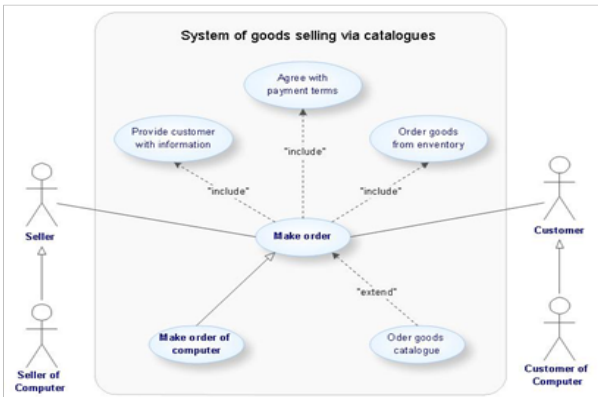 System of goods selling via catalogues
Agree with
payment terms
Provide customer
with information
Order goods
from enventory
"include"
"include"
"include"
Seller
Make order
Customer
"extend"
Make order of
computer
Oder goods
catalogue
Seller of
Computer
Customer of
Computer